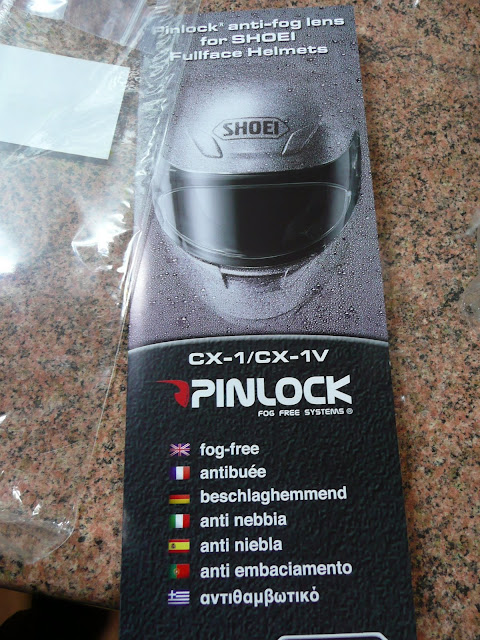 Pinlock® anti-fog lens
for SHOEI
Fullface Helmets
SHOEI
CX-1/CX-1V
PINLOCK
FOG FREE SYSTEMS ®
fog-free
antibuée
beschlaghemmend
anti nebbia
anti niebla
anti embaciamento
αντιθαμβωτικό